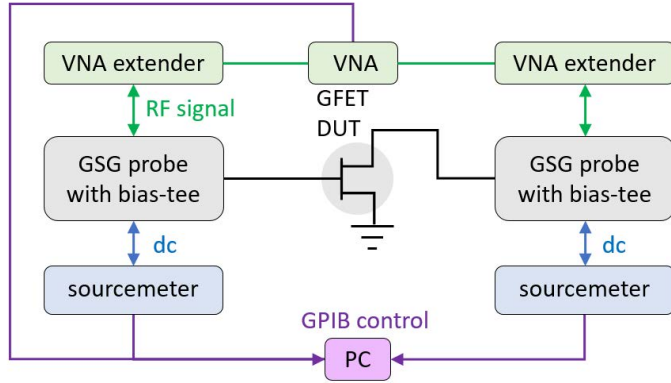 VNA extender
VNA
VNA extender
GFET
DUT
RF signal
GSG probe
with bias-tee
GSG probe
with bias-tee
dc
dc
sourcemeter
sourcemeter
GPIB control
PC